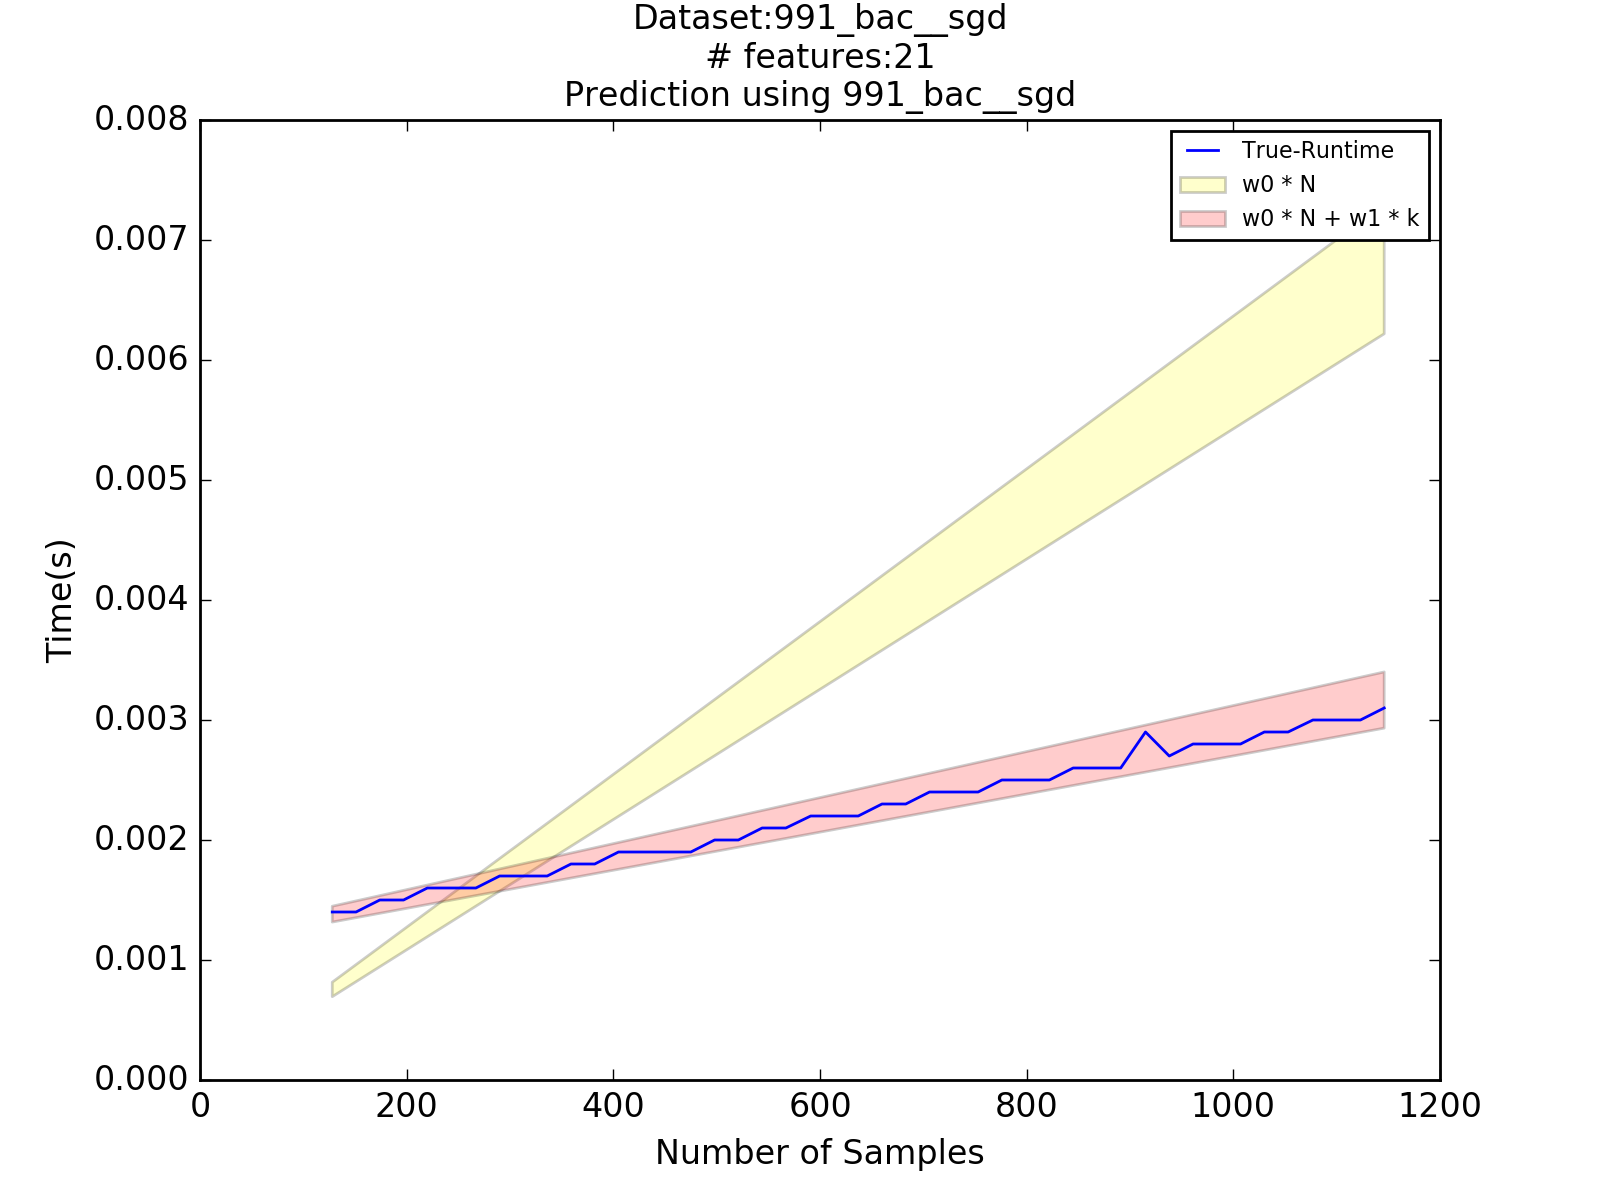 Dataset:991_bac__sgd
# features:21
Prediction using 991_bac__sgd
True-Runtime
w0 * N
w0 * N + w1 * k
0.008
0.007
0.006
0.005
0.004
0.003
0.002
0.001
0.000
Time(s)
0 200 400 600 800 1000 1200
Number of Samples